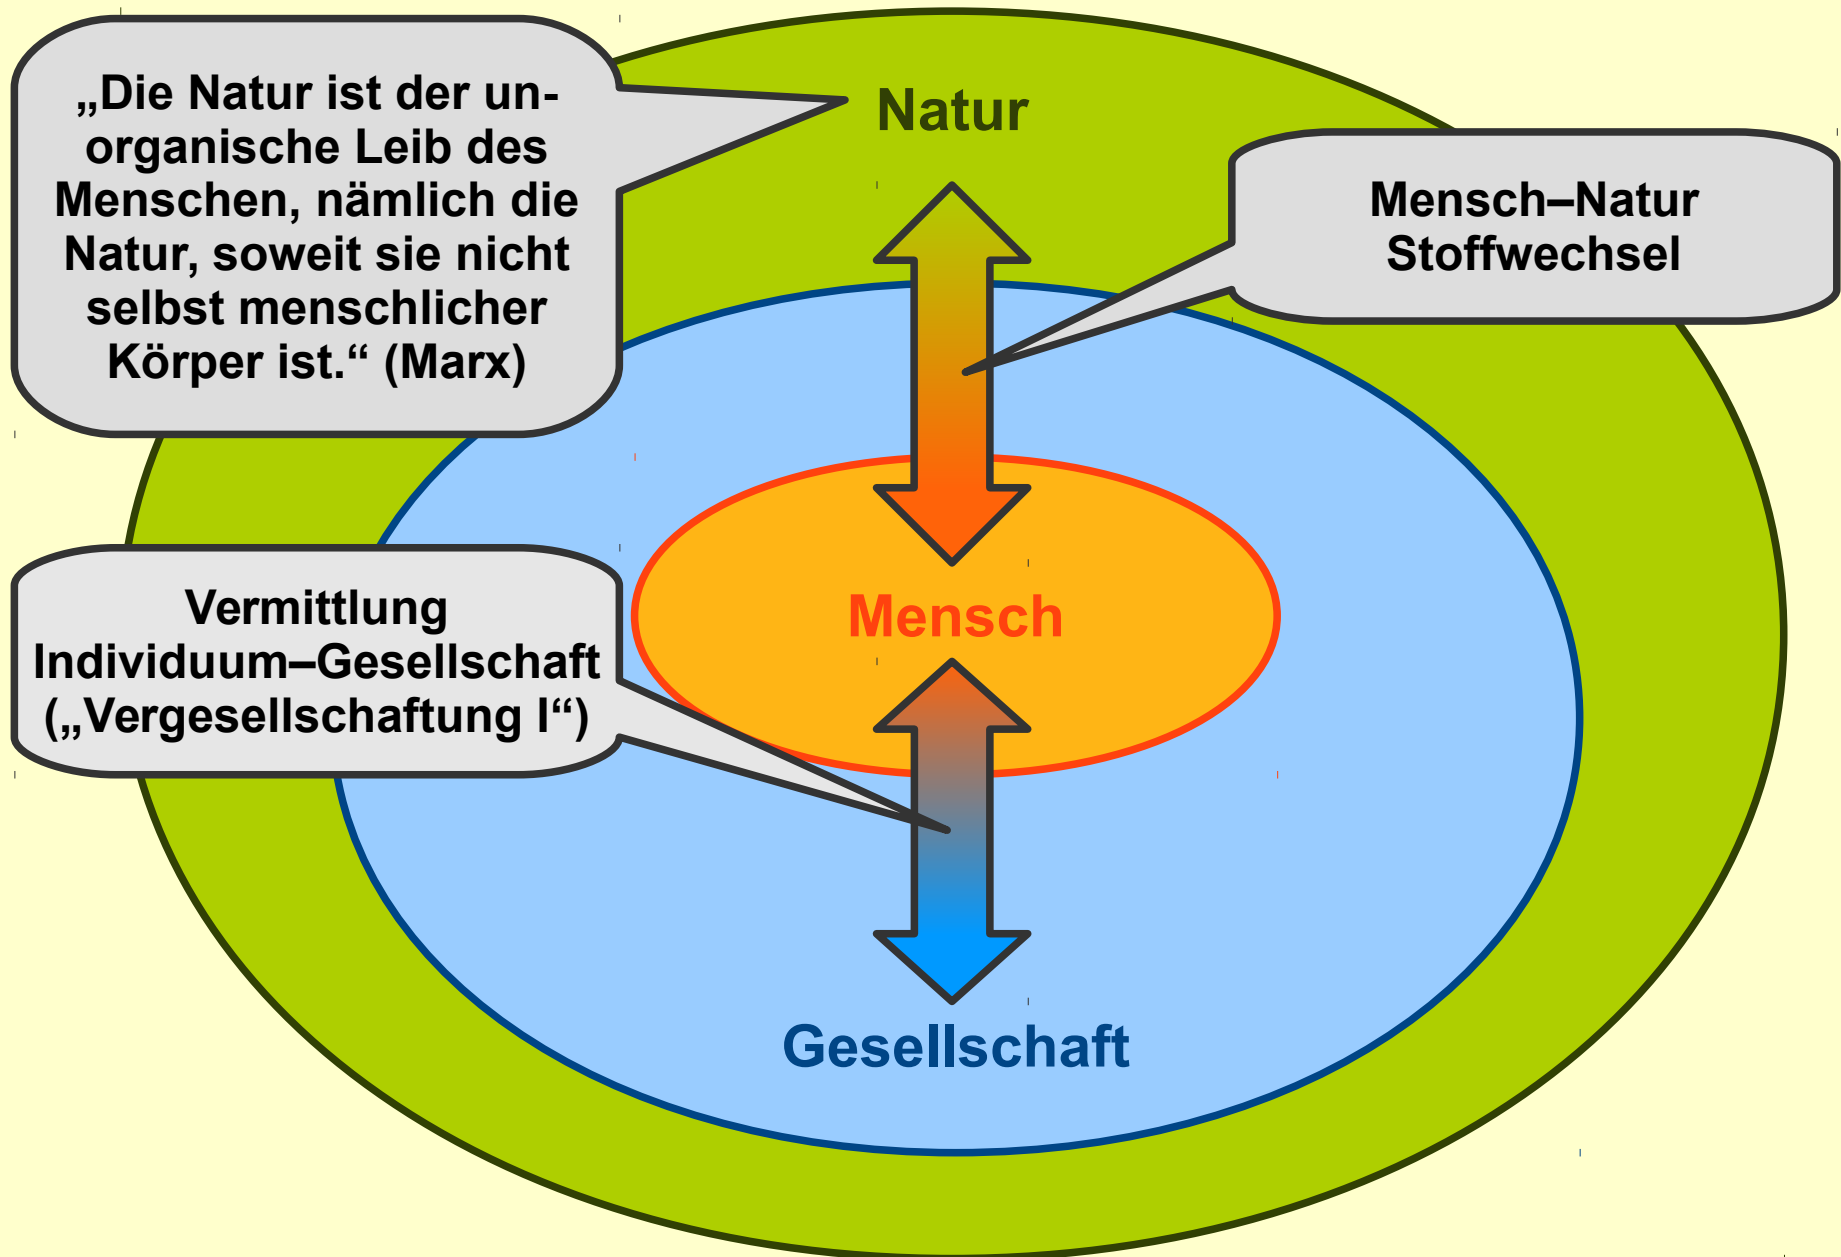 „Die Natur ist der un-
organische Leib des
Menschen, nämlich die
Natur, soweit sie nicht
selbst menschlicher
Körper ist.“ (Marx)
Natur
Mensch–Natur
Stoffwechsel
Vermittlung
Individuum–Gesellschaft
(„Vergesellschaftung I“)
Mensch
Gesellschaft